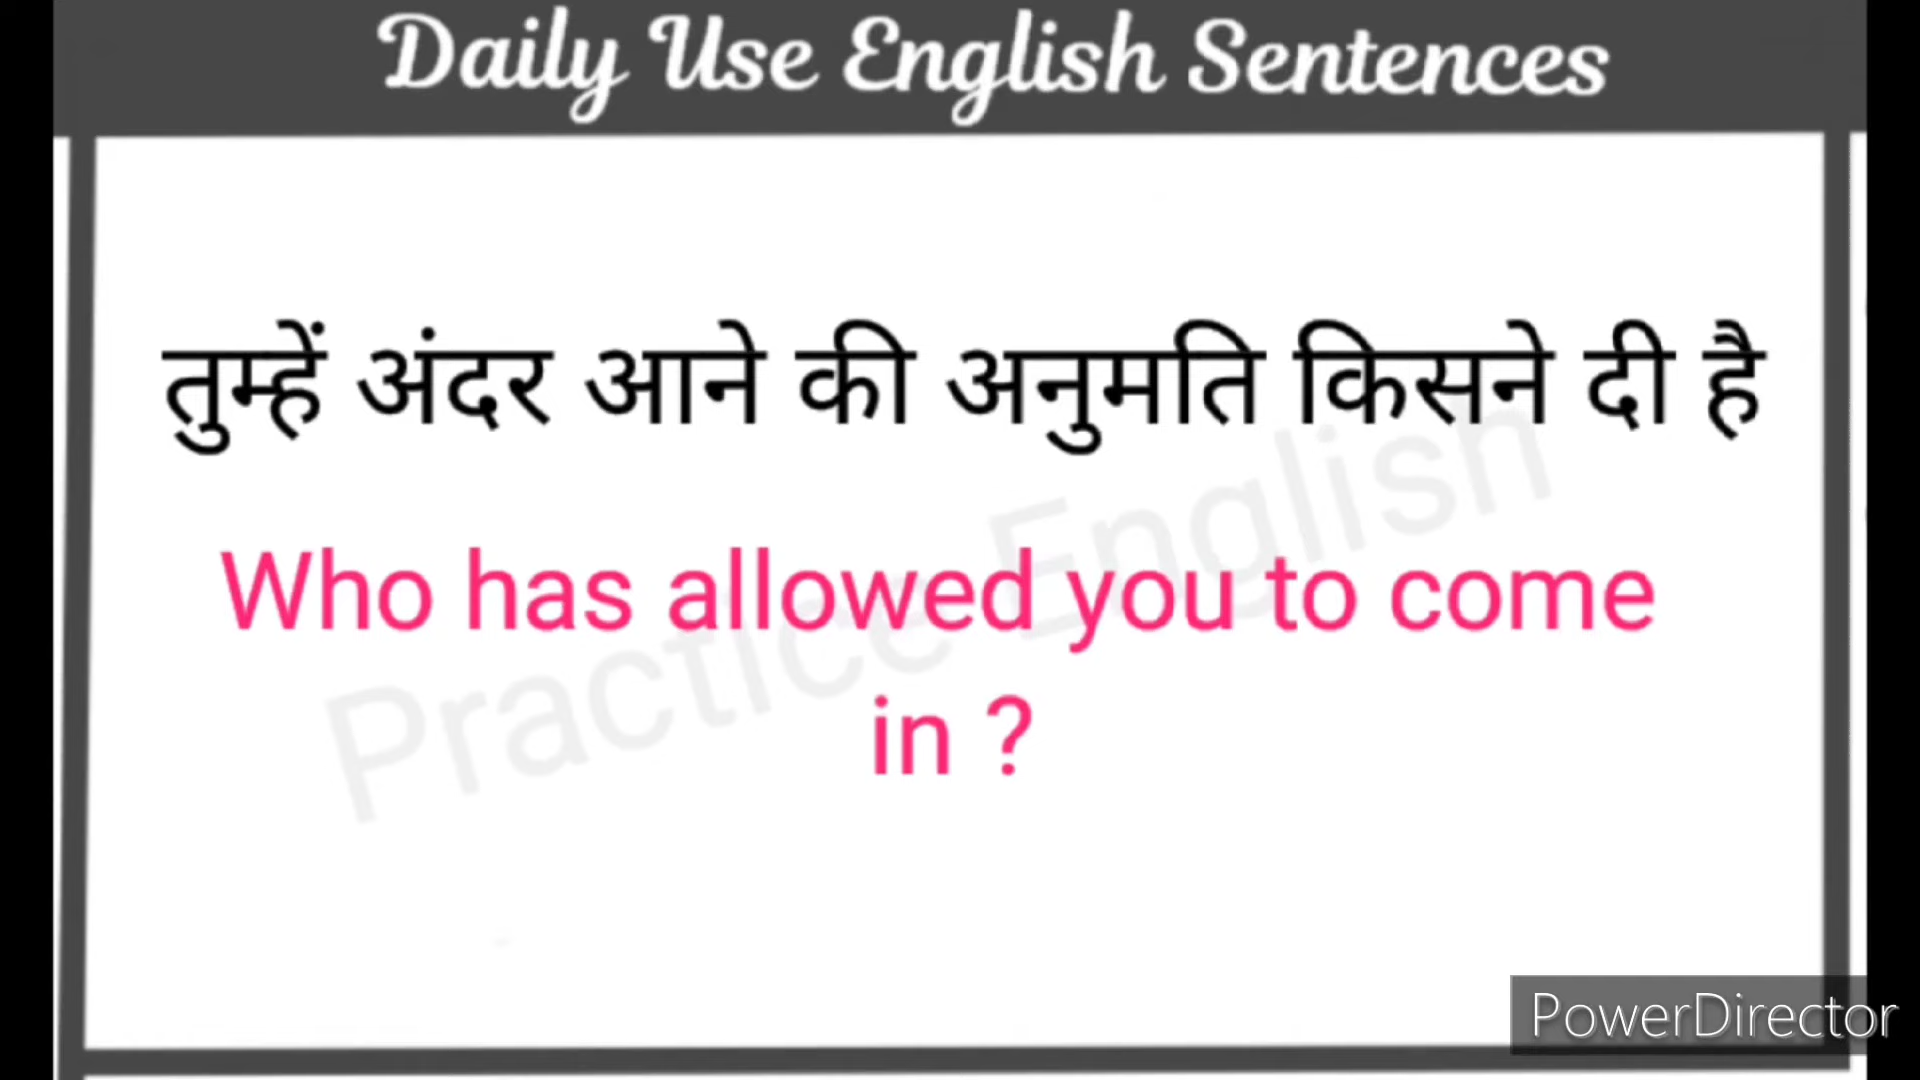 Daily Use English Sentences
तुम्हें अंदर आने की अनुमति किसने दी है
Who has allowed you to come
in ?
Practice English
PowerDirector